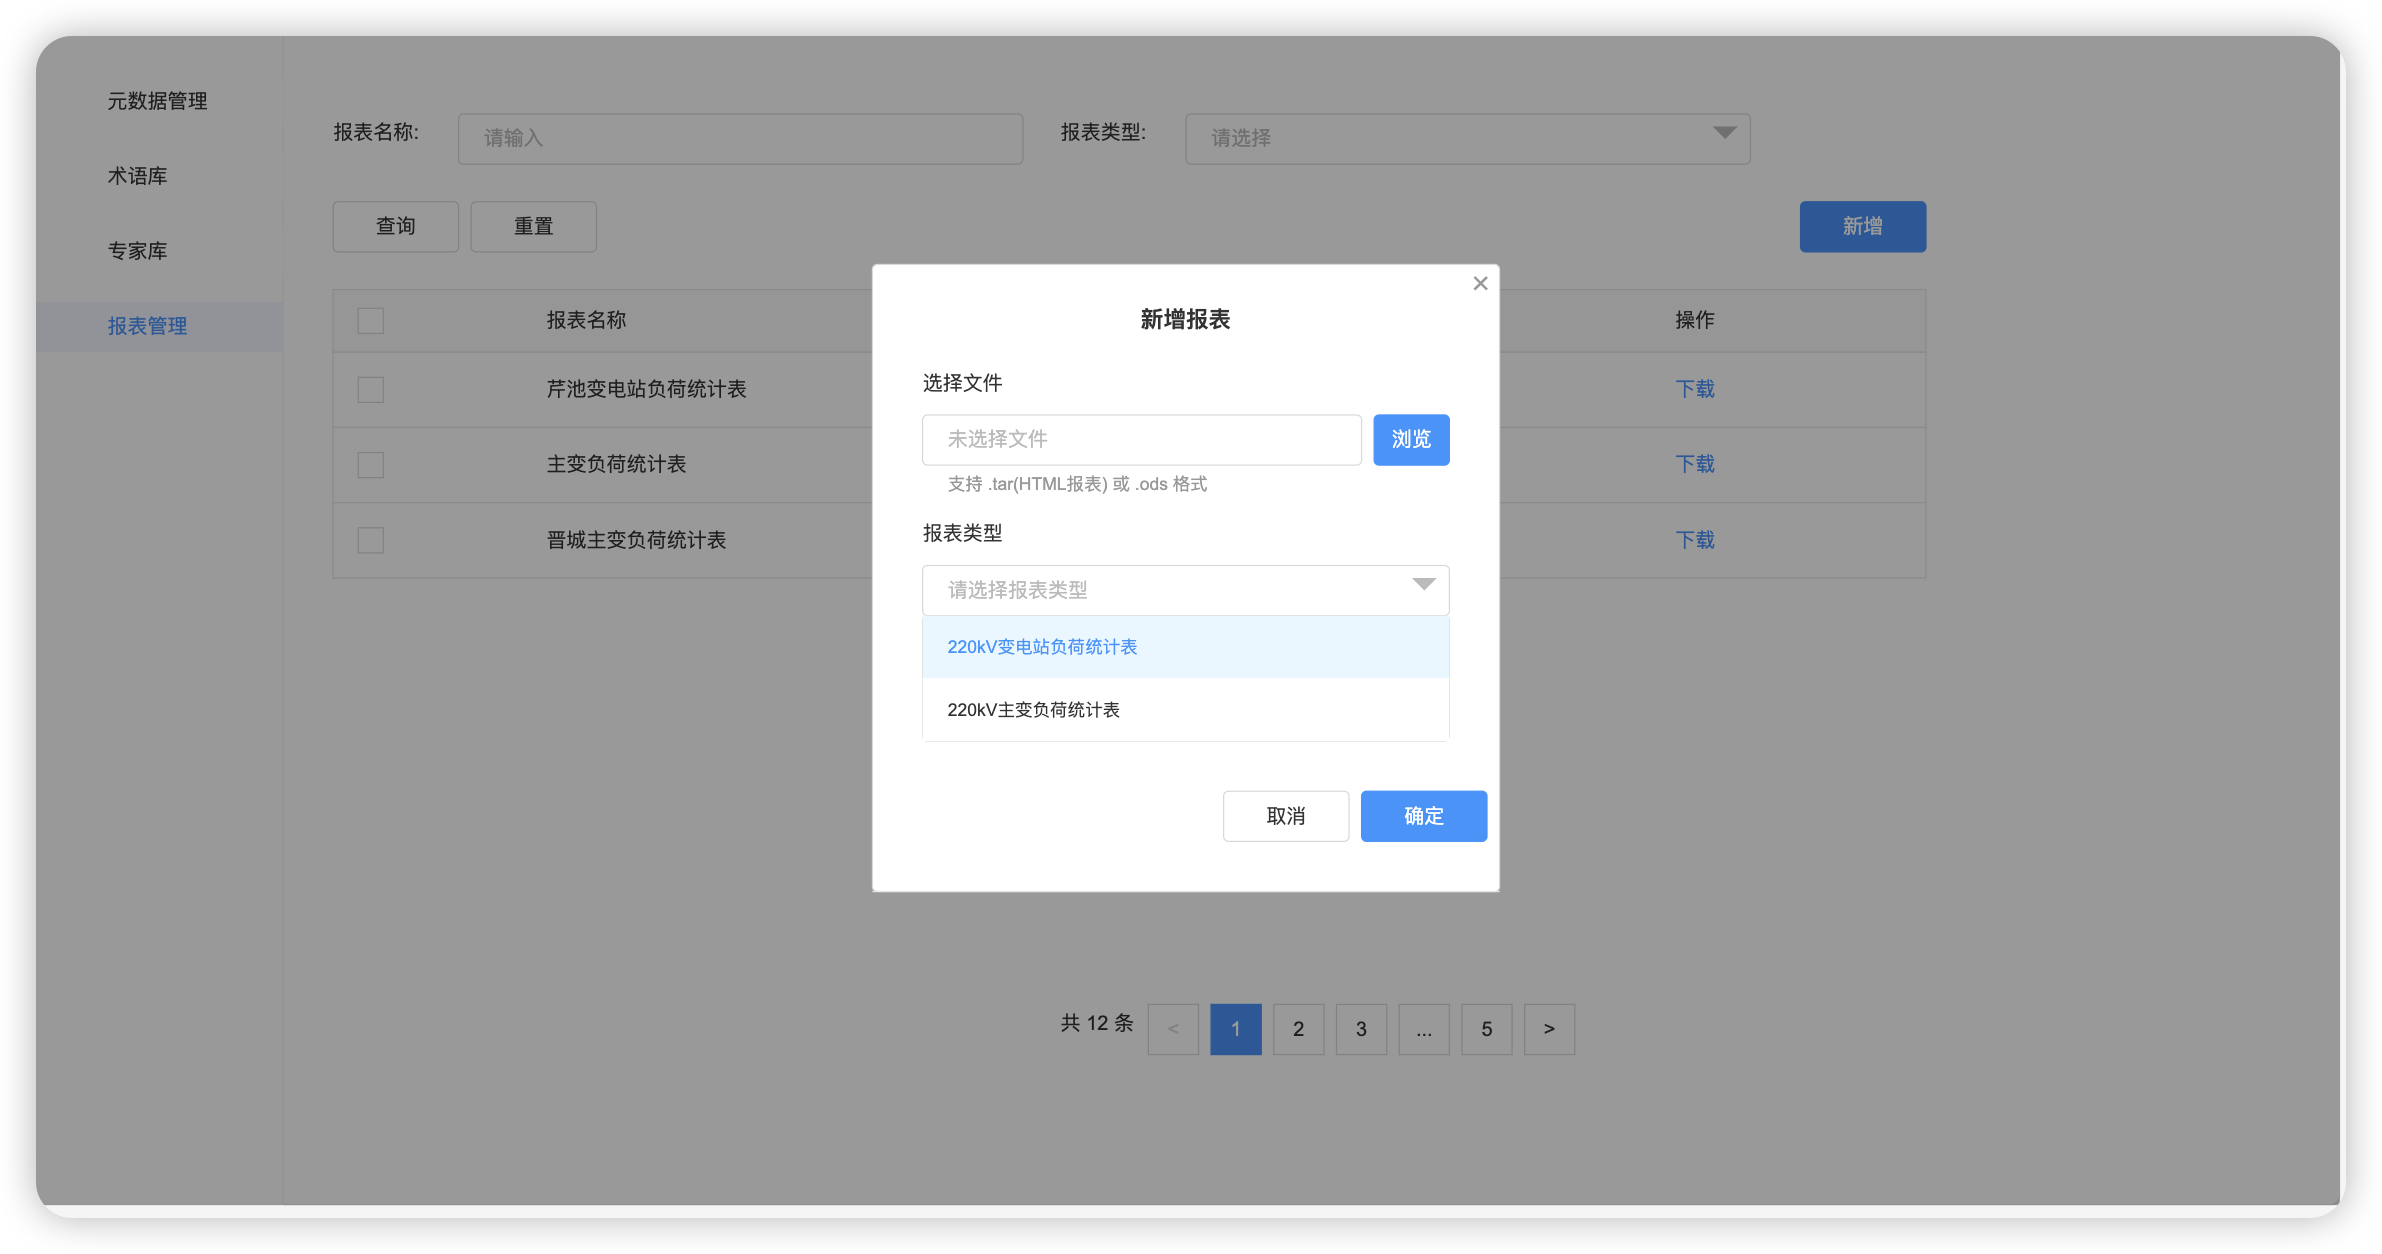 元数据管理
术语库
专家库
报表管理
报表名称:
请输入
报表类型:
请选择
查询
重置
新增
报表名称
操作
芹池变电站负荷统计表
下载
主变负荷统计表
下载
晋城主变负荷统计表
下载
新增报表
选择文件
未选择文件
浏览
支持 .tar(HTML报表) 或 .ods 格式
报表类型
请选择报表类型
220kV变电站负荷统计表
220kV主变负荷统计表
取消
确定
共 12 条 < 1 2 3 ... 5 >